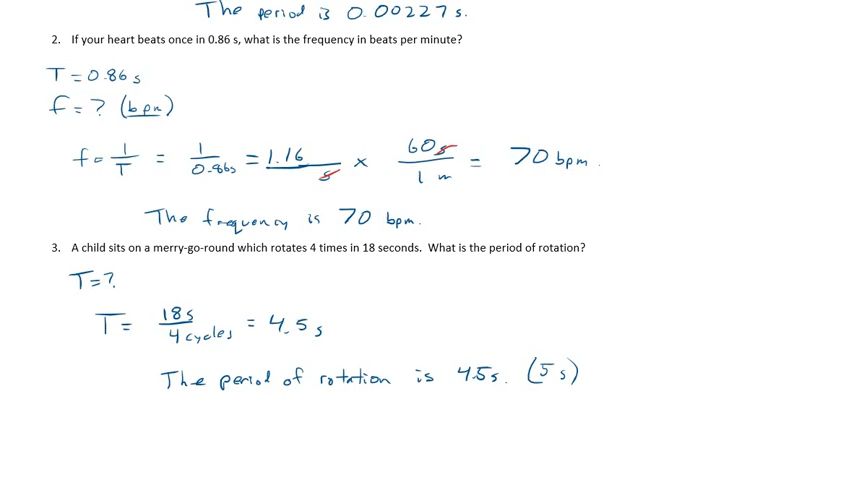 The period is 0.00227 s.
2. If your heart beats once in 0.86 s, what is the frequency in beats per minute?
T = 0.86 s
f = ? (bpm)
f = 1/T = 1/0.86s = 1.16/s × 60s/1 m = 70 bpm.
The frequency is 70 bpm.
3. A child sits on a merry-go-round which rotates 4 times in 18 seconds. What is the period of rotation?
T = ?
T = 18s/4 cycles = 4.5 s
The period of rotation is 4.5 s. (5 s)